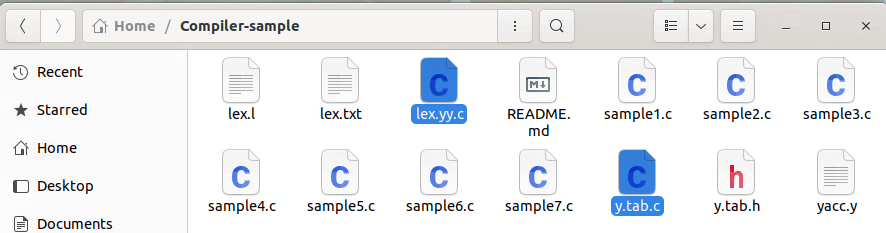 Home / Compiler-sample
Recent
Starred
Home
Desktop
Documents
lex.l
lex.txt
lex.yy.c
README.
md
sample1.c
sample2.c
sample3.c
sample4.c
sample5.c
sample6.c
sample7.c
y.tab.c
y.tab.h
yacc.y